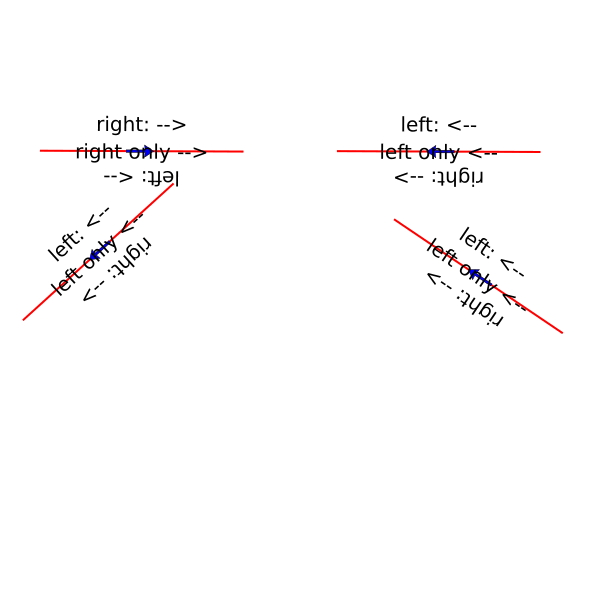 right: -->
right only -->
left: <--
left: <--
left only <--
right: -->
left: <--
left only <--
right: -->
left: <--
left only <--
right: -->